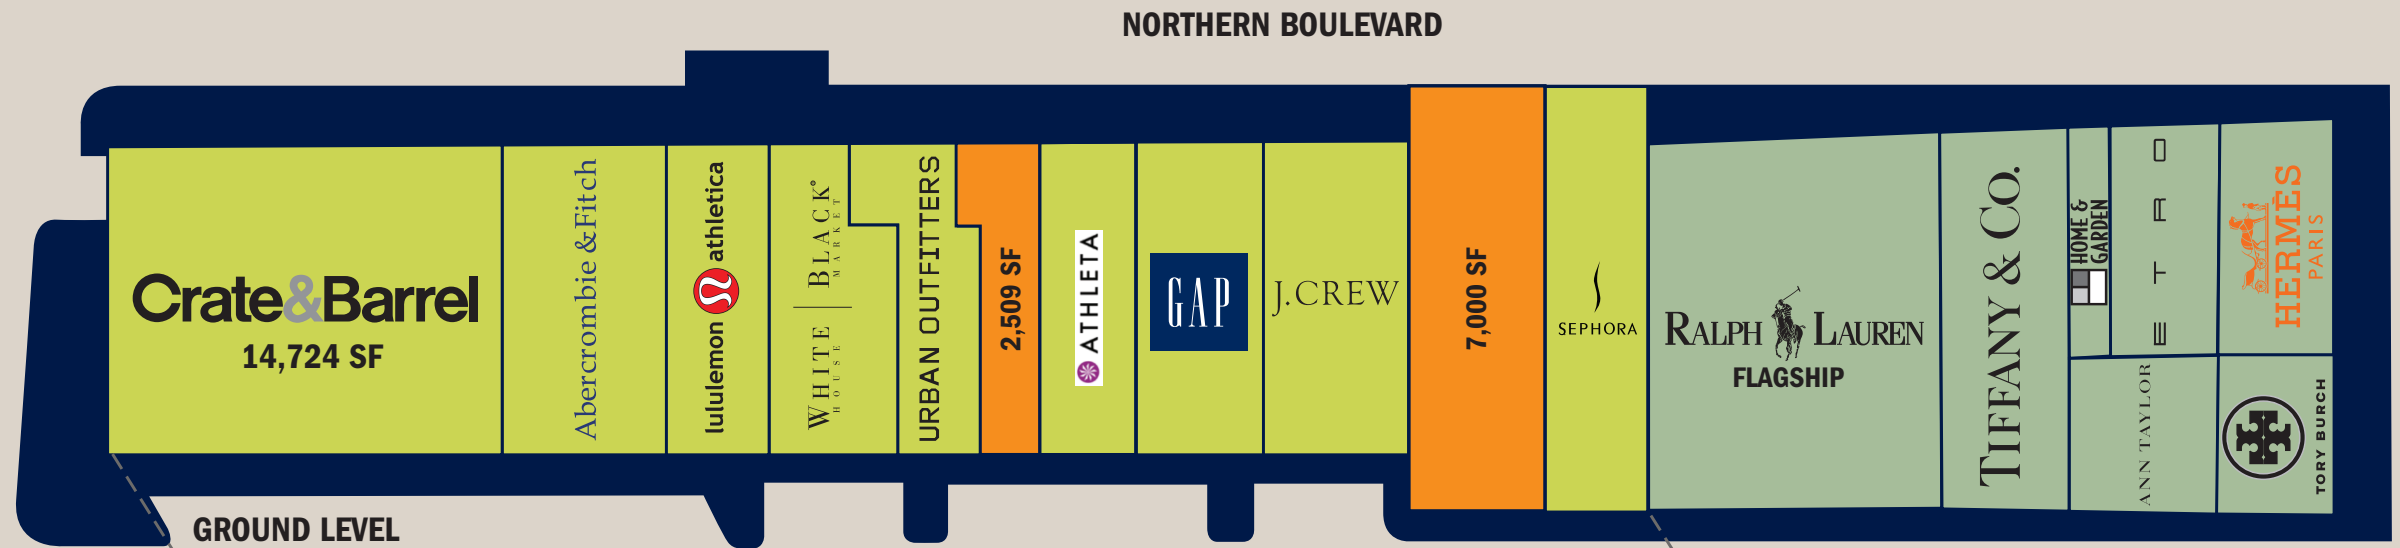 NORTHERN BOULEVARD
Crate&Barrel
14,724 SF
Abercrombie &Fitch
lululemon athletica
WHITE | BLACK
HOUSE MARKET
URBAN OUTFITTERS
2,509 SF
ATHLETA
GAP
J.CREW
7,000 SF
SEPHORA
RALPH LAUREN
FLAGSHIP
TIFFANY & CO.
HOME &
GARDEN
ETRO
ANN TAYLOR
HERMÈS
PARIS
TORY BURCH
GROUND LEVEL